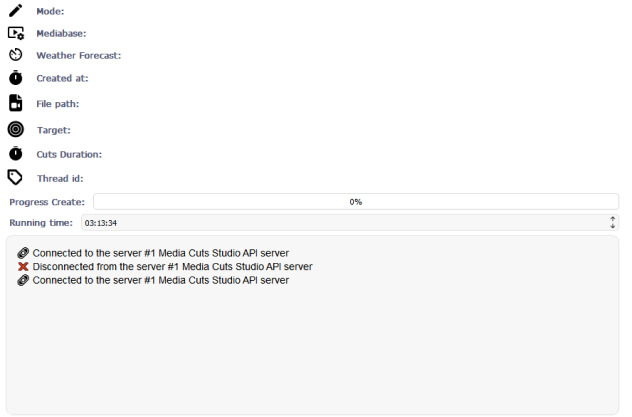 Mode:
Mediabase:
Weather Forecast:
Created at:
File path:
Target:
Cuts Duration:
Thread id:
Progress Create: 0%
Running time: 03:13:34
Connected to the server #1 Media Cuts Studio API server
Disconnected from the server #1 Media Cuts Studio API server
Connected to the server #1 Media Cuts Studio API server